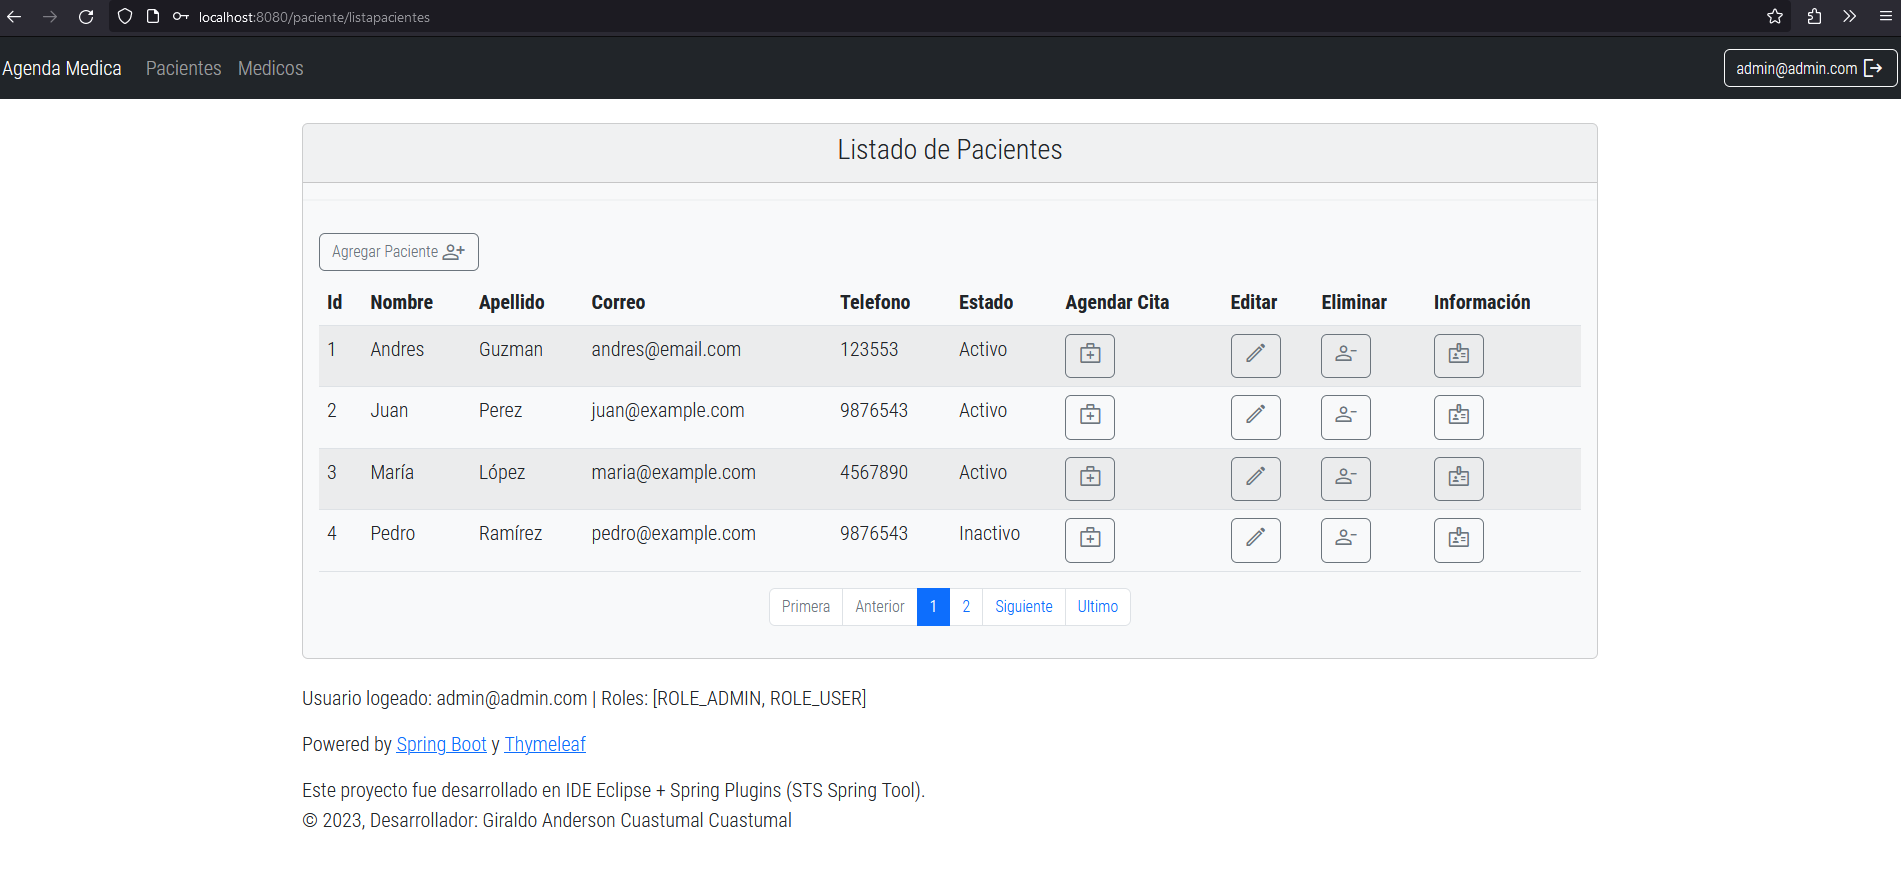 localhost:8080/paciente/listapacientes
Agenda Medica Pacientes Medicos admin@admin.com
Listado de Pacientes
Agregar Paciente
Id Nombre Apellido Correo Telefono Estado Agendar Cita Editar Eliminar Información
1 Andres Guzman andres@email.com 123553 Activo
2 Juan Perez juan@example.com 9876543 Activo
3 María López maria@example.com 4567890 Activo
4 Pedro Ramírez pedro@example.com 9876543 Inactivo
Primera Anterior 1 2 Siguiente Ultimo
Usuario logeado: admin@admin.com | Roles: [ROLE_ADMIN, ROLE_USER]
Powered by Spring Boot y Thymeleaf
Este proyecto fue desarrollado en IDE Eclipse + Spring Plugins (STS Spring Tool).
© 2023, Desarrollador: Giraldo Anderson Cuastumal Cuastumal